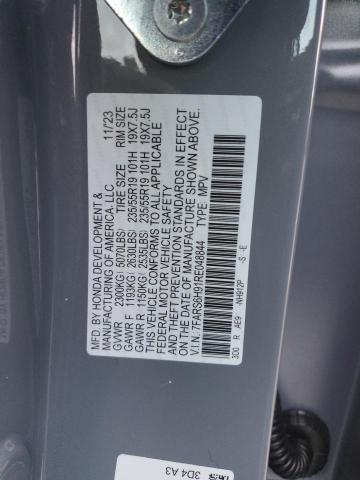 MFD. BY HONDA DEVELOPMENT & 11/23
MANUFACTURING OF AMERICA, LLC.
TIRE SIZE RIM SIZE
GVWR 2300KG( 5070LBS)
GAWR F 1193KG( 2630LBS) 235/55R19 101H 19X7.5J
GAWR R 1150KG( 2535LBS) 235/55R19 101H 19X7.5J
THIS VEHICLE CONFORMS TO ALL APPLICABLE
FEDERAL MOTOR VEHICLE SAFETY
AND THEFT PREVENTION STANDARDS IN EFFECT
ON THE DATE OF MANUFACTURE SHOWN ABOVE.
V.I.N. 7FARS6H91RE048844 TYPE: MPV
3D0 R AE9 -NH912P -S -E
3D4 A3